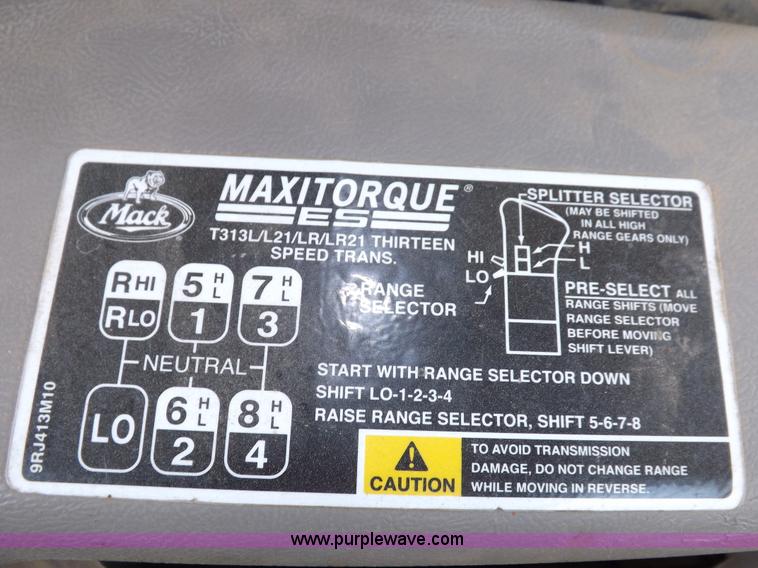 Mack
MAXITORQUE®
ES
T313L/L21/LR/LR21 THIRTEEN
SPEED TRANS.
R HI
R LO
5 H L
1
7 H L
3
NEUTRAL
LO
6 H L
2
8 H L
4
SPLITTER SELECTOR
(MAY BE SHIFTED
IN ALL HIGH
RANGE GEARS ONLY)
H
L
HI
LO
RANGE
SELECTOR
PRE-SELECT ALL
RANGE SHIFTS (MOVE
RANGE SELECTOR
BEFORE MOVING
SHIFT LEVER)
START WITH RANGE SELECTOR DOWN
SHIFT LO-1-2-3-4
RAISE RANGE SELECTOR, SHIFT 5-6-7-8
CAUTION
TO AVOID TRANSMISSION
DAMAGE, DO NOT CHANGE RANGE
WHILE MOVING IN REVERSE.
9RJ413M10
www.purplewave.com